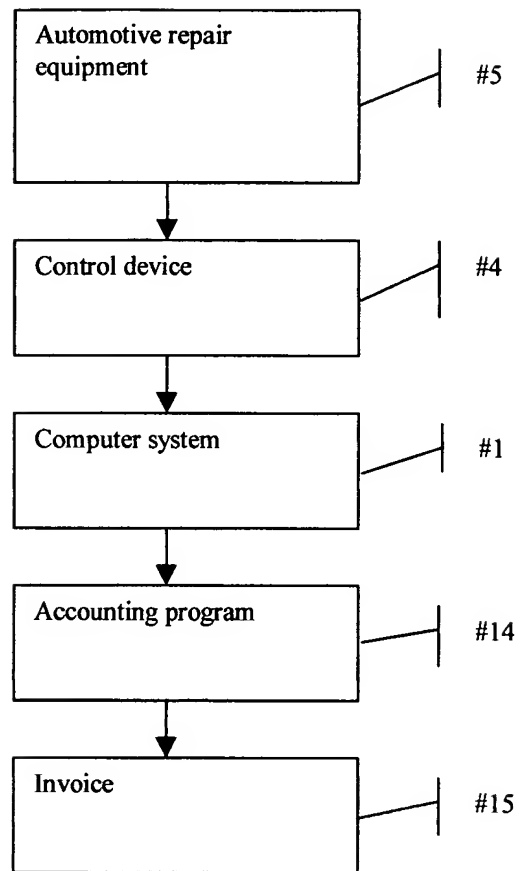 Automotive repair
equipment
#5
Control device
#4
Computer system
#1
Accounting program
#14
Invoice
#15